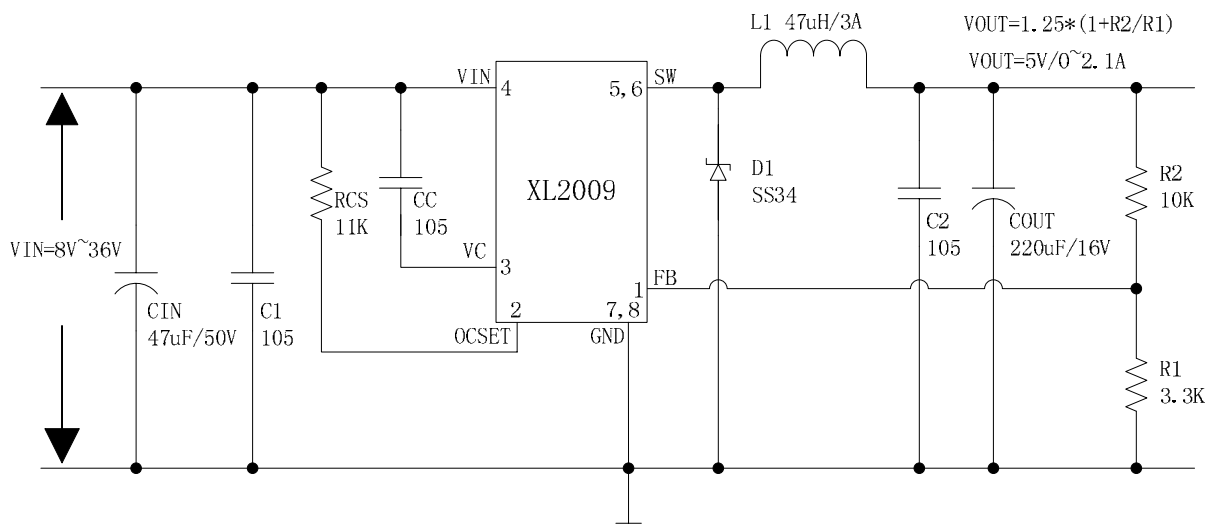 L1 47uH/3A
VOUT=1.25*(1+R2/R1)
VOUT=5V/0~2.1A
VIN
4
5,6
SW
XL2009
RCS
11K
CC
105
D1
SS34
R2
10K
C2
105
COUT
220uF/16V
VIN=8V~36V
VC
3
1
FB
CIN
47uF/50V
C1
105
2
7,8
OCSET
GND
R1
3.3K